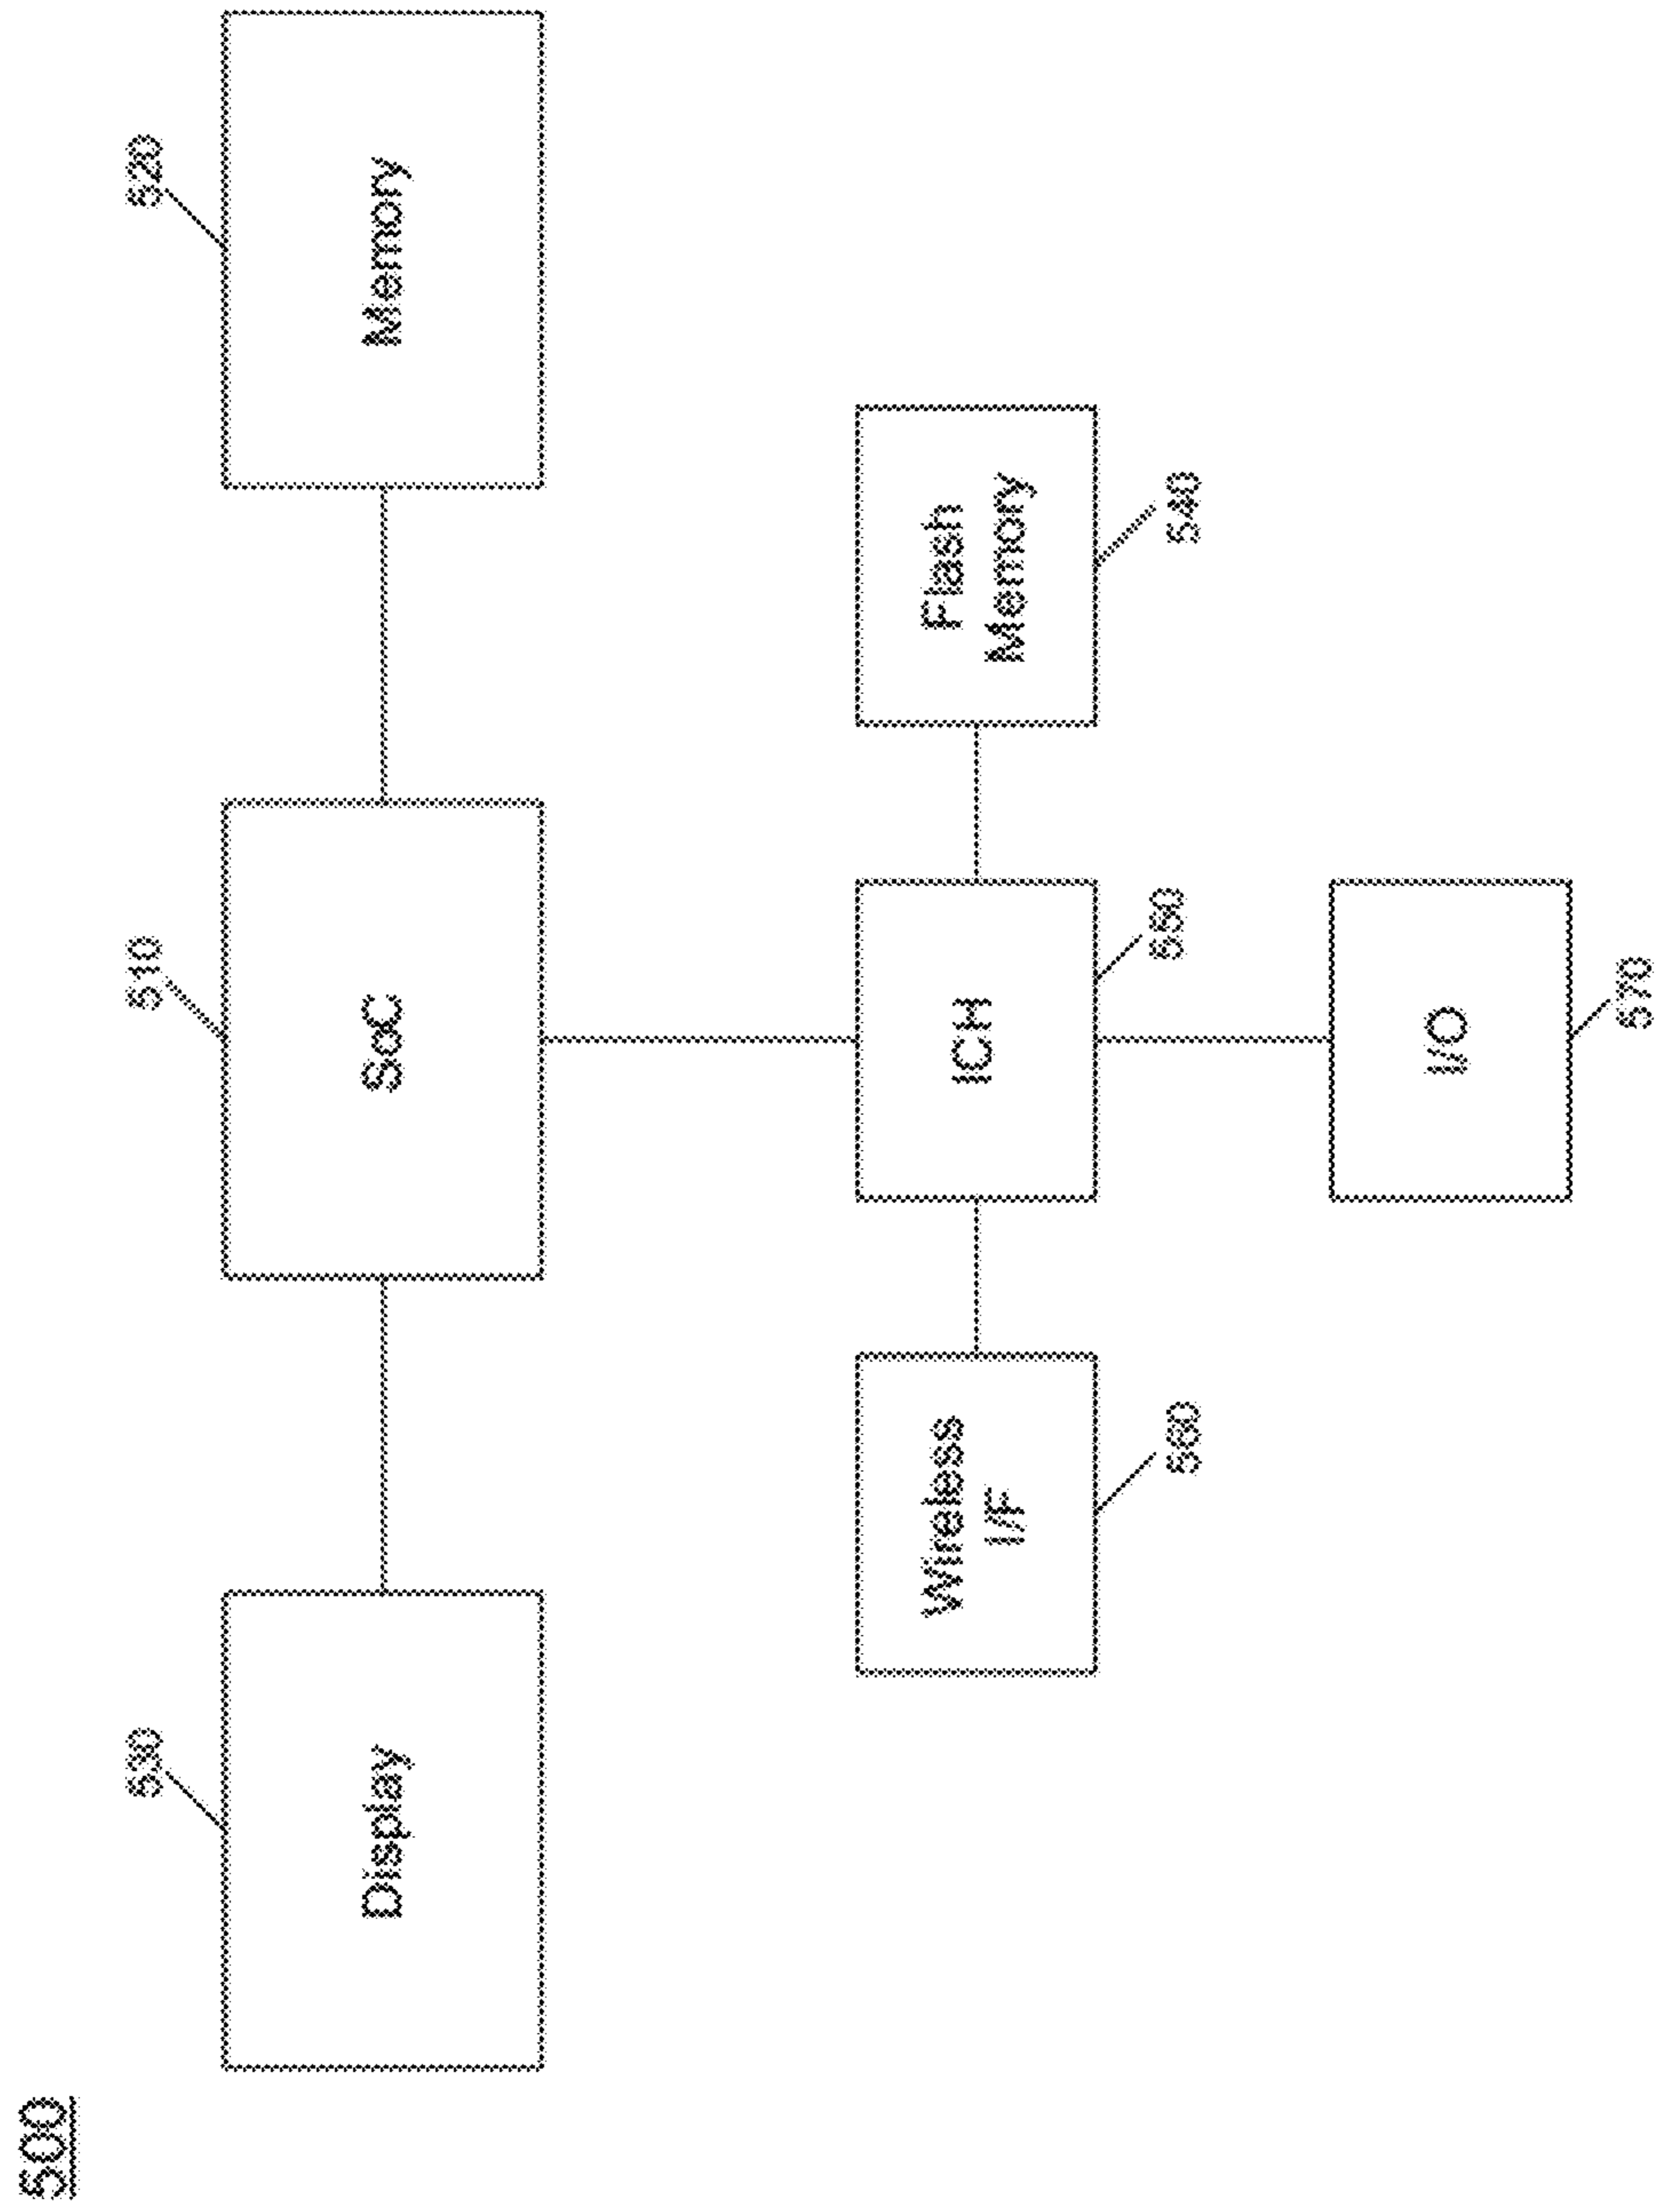 500
530
510
520
Display
SoC
Memory
Wireless
I/F
ICH
Flash
Memory
560
550
540
I/O
570